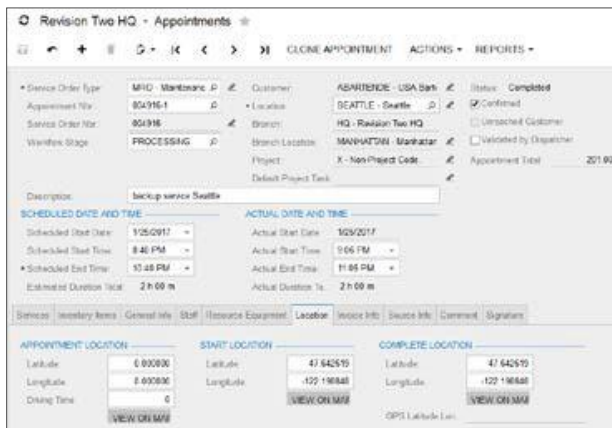 Revision Two HQ - Appointments
CLONE APPOINTMENT ACTIONS REPORTS
* Service Order Type: MRO - Maintenanc Customer: ABARTENDE - USA Bart Status: Completed
Appointment Nbr.: 004916-1 * Location: SEATTLE - Seattle Confirmed
Service Order Nbr.: 004916 Branch: HQ - Revision Two HQ Unreached Customer
Workflow Stage: PROCESSING Branch Location: MANHATTAN - Manhattan Validated by Dispatcher
Project: X - Non-Project Code. Appointment Total: 201.00
Default Project Task:
Description: backup service Seattle
SCHEDULED DATE AND TIME ACTUAL DATE AND TIME
Scheduled Start Date: 1/25/2017 Actual Start Date: 1/25/2017
Scheduled Start Time: 8:40 PM Actual Start Time: 9:06 PM
* Scheduled End Time: 10:40 PM Actual End Time: 11:06 PM
Estimated Duration Total: 2 h 00 m Actual Duration To 2 h 00 m
Services Inventory Items General Info Staff Resource Equipment Location Invoice Info Source Info Comment Signature
APPOINTMENT LOCATION START LOCATION COMPLETE LOCATION
Latitude: 0.000000 Latitude: 47.642619 Latitude: 47.642619
Longitude: 0.000000 Longitude: -122.196848 Longitude: -122.196848
Driving Time: 0 VIEW ON MAP VIEW ON MAP
VIEW ON MAP GPS Latitude Lon